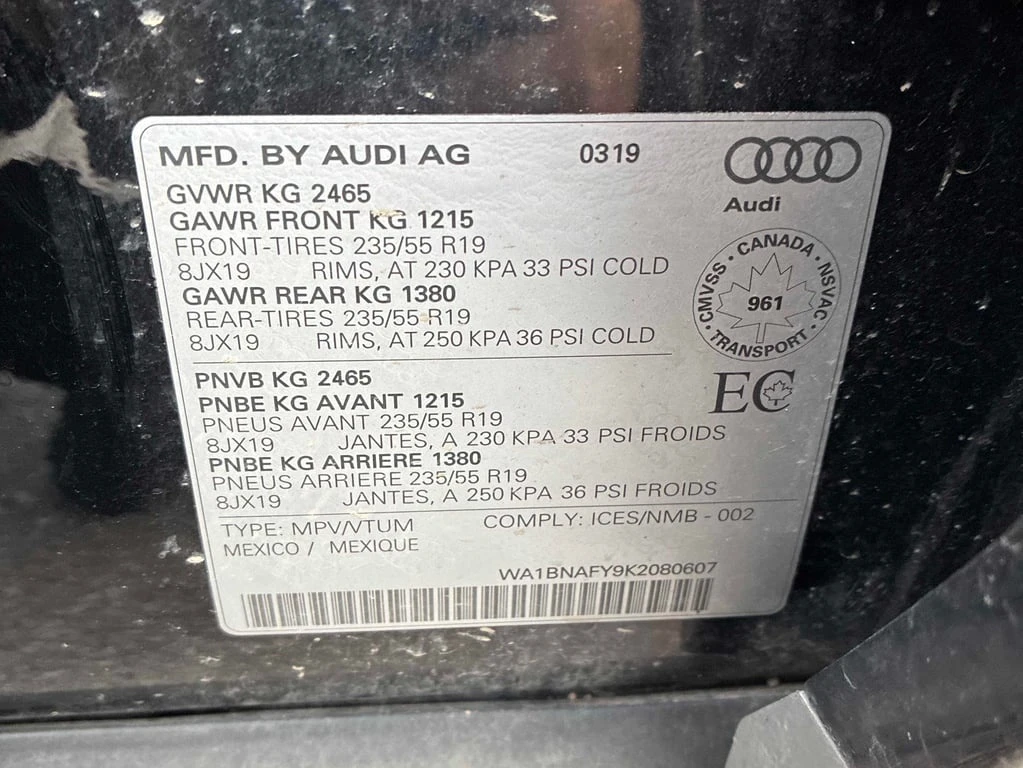 MFD. BY AUDI AG 0319
Audi
GVWR KG 2465
GAWR FRONT KG 1215
FRONT-TIRES 235/55 R19
8JX19 RIMS, AT 230 KPA 33 PSI COLD
GAWR REAR KG 1380
REAR-TIRES 235/55 R19
8JX19 RIMS, AT 250 KPA 36 PSI COLD
CMVSS · CANADA · NSVAC · TRANSPORT ·
961
PNVB KG 2465
PNBE KG AVANT 1215
PNEUS AVANT 235/55 R19
8JX19 JANTES, A 230 KPA 33 PSI FROIDS
PNBE KG ARRIERE 1380
PNEUS ARRIERE 235/55 R19
8JX19 JANTES, A 250 KPA 36 PSI FROIDS
EC
TYPE: MPV/VTUM COMPLY: ICES/NMB - 002
MEXICO / MEXIQUE
WA1BNAFY9K2080607